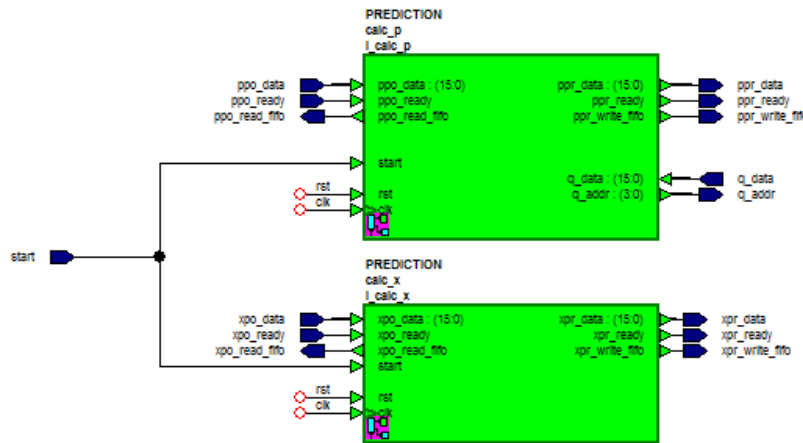 PREDICTION
calc_p
I_calc_p
ppo_data ppo_data : (15:0) ppr_data : (15:0) ppr_data
ppo_ready ppo_ready ppr_ready ppr_ready
ppo_read_fifo ppo_read_fifo ppr_write_fifo ppr_write_fif
start
q_data : (15:0) q_data
rst rst q_addr : (3:0) q_addr
clk clk
start
PREDICTION
calc_x
I_calc_x
xpo_data xpo_data : (15:0) xpr_data : (15:0) xpr_data
xpo_ready xpo_ready xpr_ready xpr_ready
xpo_read_fifo xpo_read_fifo xpr_write_fifo xpr_write_fifo
start
rst rst
clk clk